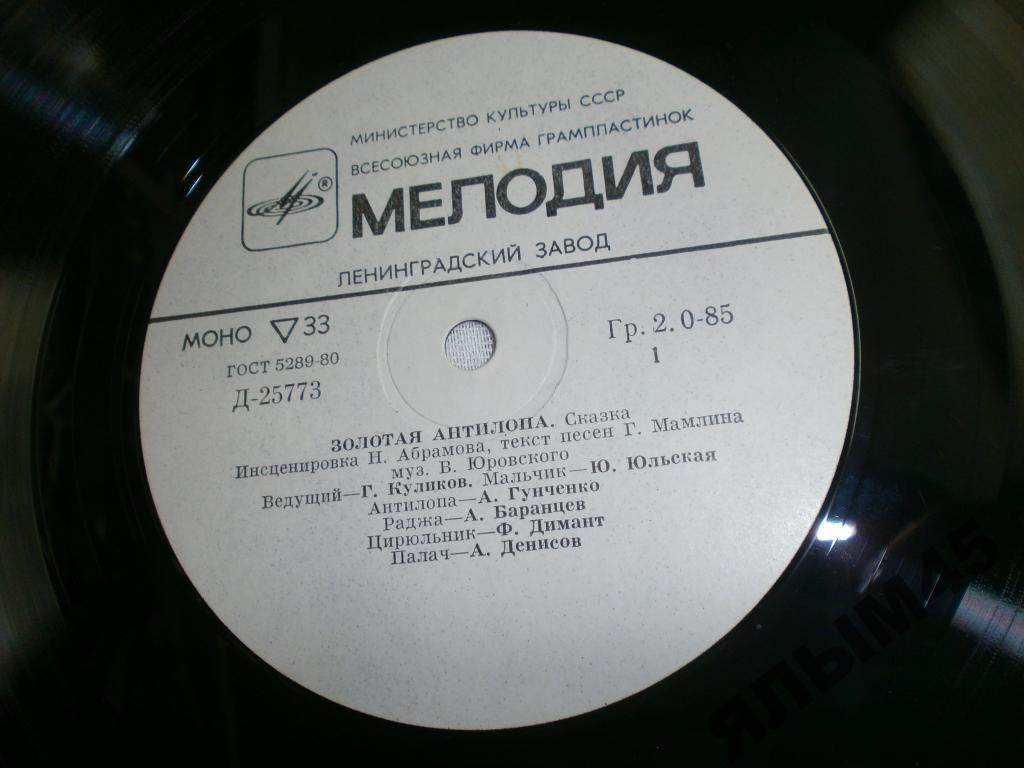 МИНИСТЕРСТВО КУЛЬТУРЫ СССР
ВСЕСОЮЗНАЯ ФИРМА ГРАМПЛАСТИНОК
®
МЕЛОДИЯ
ЛЕНИНГРАДСКИЙ ЗАВОД
МОНО ▽33
ГОСТ 5289-80
Д-25773
Гр. 2. 0-85
1
ЗОЛОТАЯ АНТИЛОПА. Сказка
Инсценировка Н. Абрамова, текст песен Г. Мамлина
муз. В. Юровского
Ведущий—Г. Куликов. Мальчик—Ю. Юльская
Антилопа—А. Гунченко
Раджа—А. Баранцев
Цирюльник—Ф. Димант
Палач—А. Денисов
ЯЛЫМ45